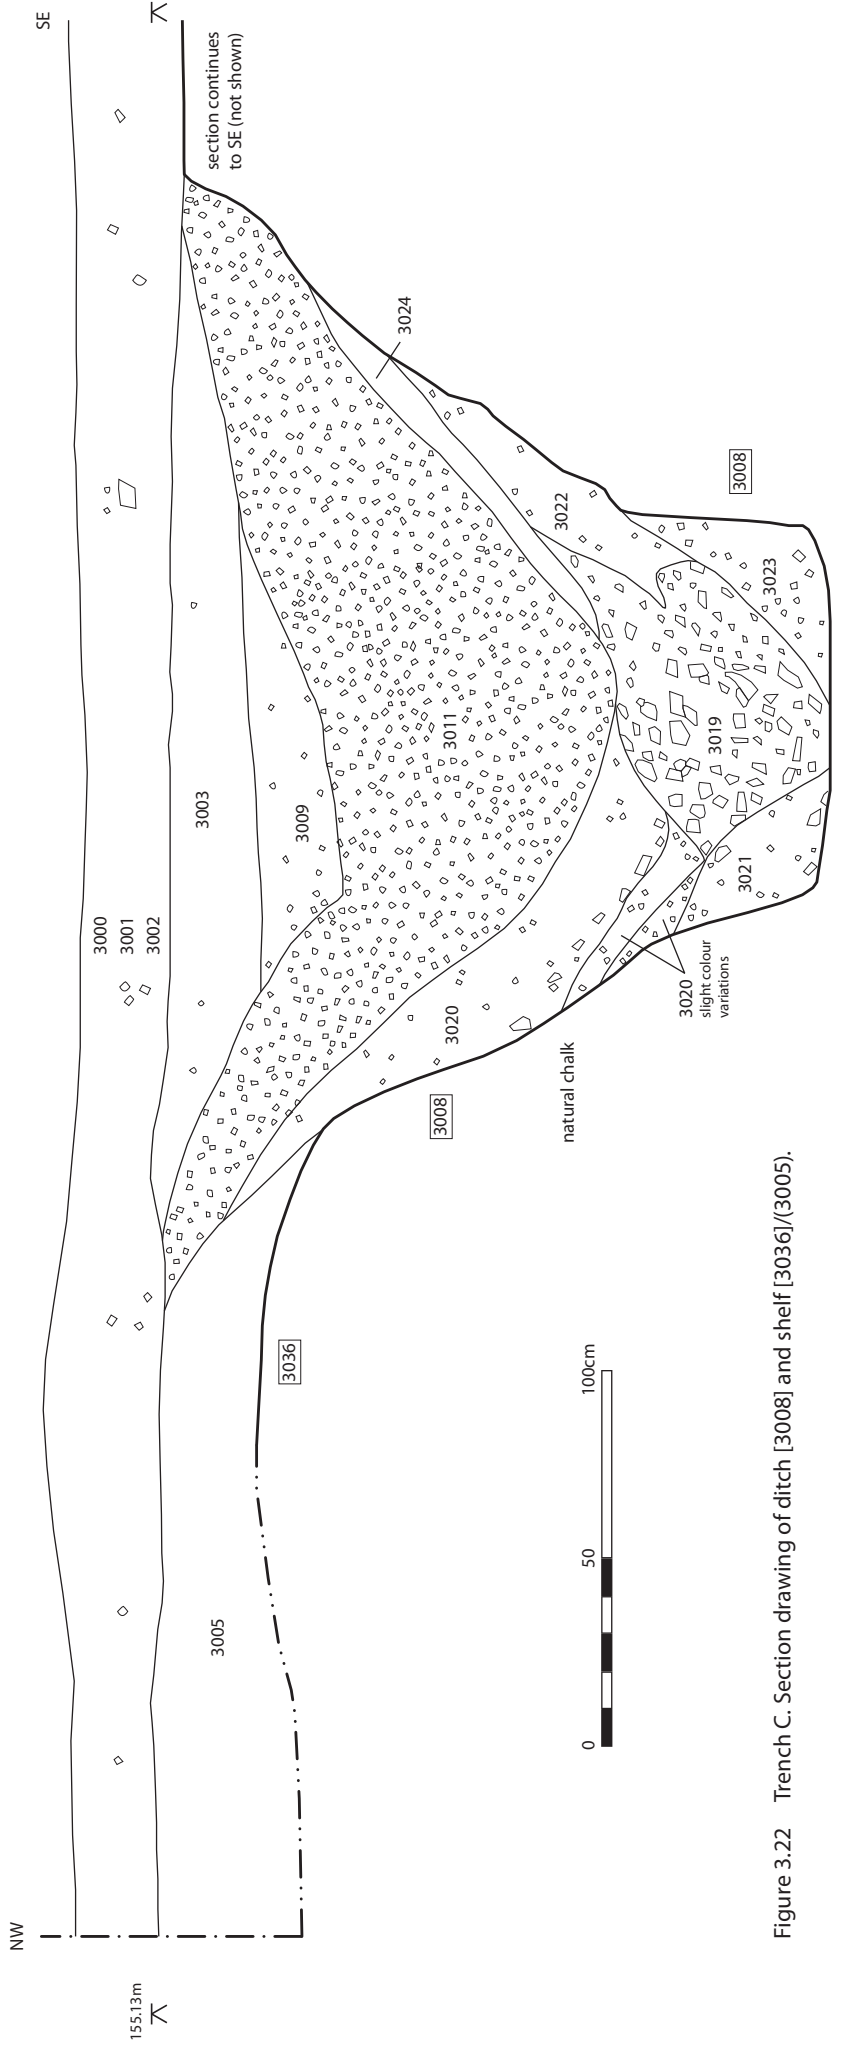 NW
SE
155.13m
3000
3001
3002
3003
section continues
to SE (not shown)
3005
3009
3036
3024
3011
3020
3008
3022
3008
natural chalk
3020
slight colour
variations
3019
3021
3023
0
50
100cm
Figure 3.22 Trench C. Section drawing of ditch [3008] and shelf [3036]/(3005).